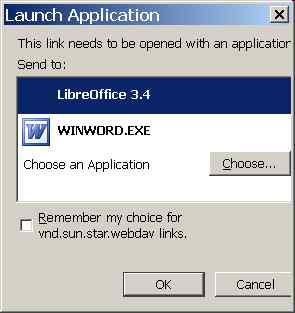 Launch Application
This link needs to be opened with an application
Send to:
LibreOffice 3.4
WINWORD.EXE
Choose an Application
Choose...
Remember my choice for
vnd.sun.star.webdav links.
OK
Cancel